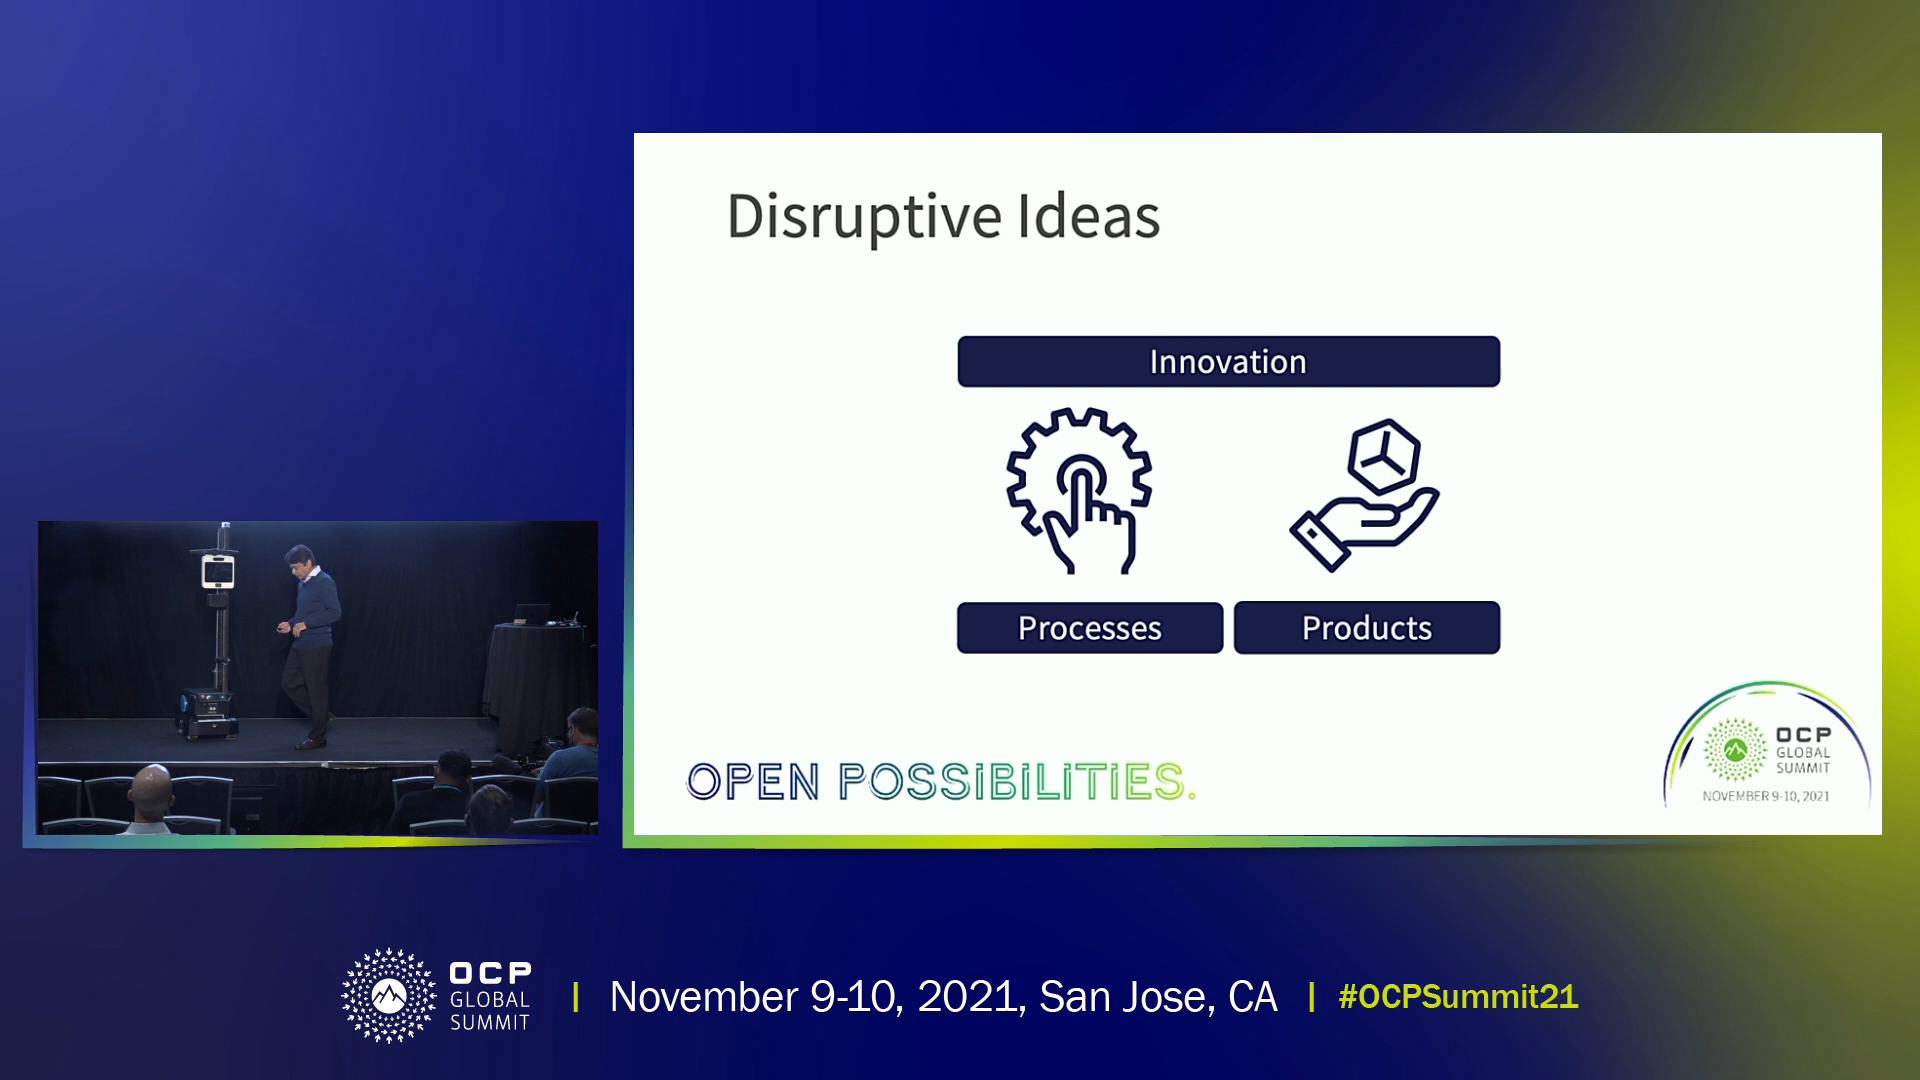 Disruptive Ideas
Innovation
Processes
Products
OPEN POSSIBILITIES.
OCP
GLOBAL
SUMMIT
NOVEMBER 9-10, 2021
OCP
GLOBAL
SUMMIT
November 9-10, 2021, San Jose, CA
#OCPSummit21